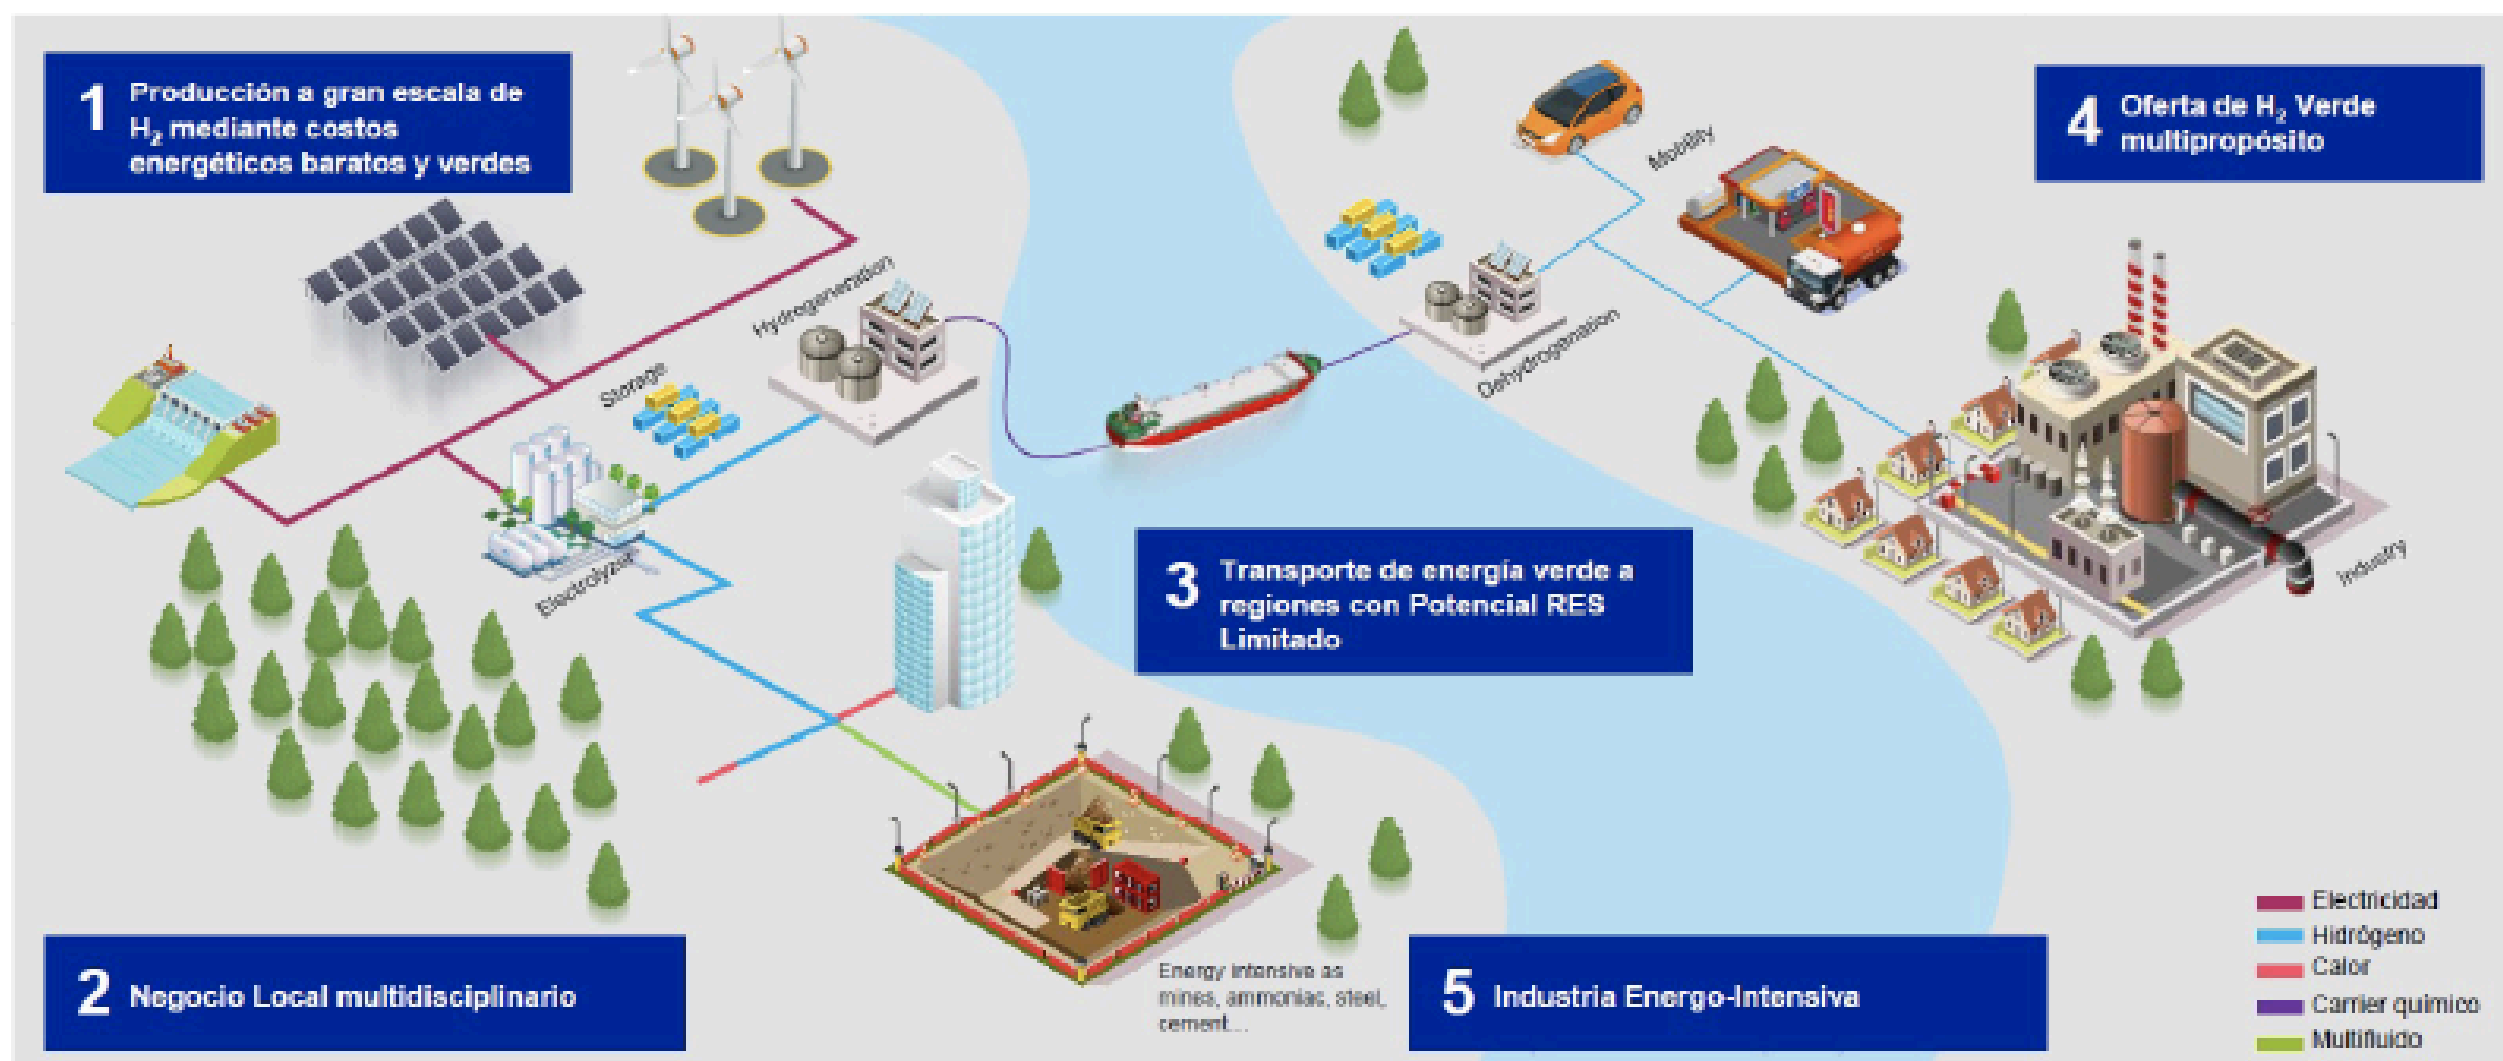 1
Producción a gran escala de
H₂ mediante costos
energéticos baratos y verdes
4
Oferta de H₂ Verde
multipropósito
Mobility
Hydrogenation
Storage
Dehydrogenation
Electrolyzer
Industry
3
Transporte de energía verde a
regiones con Potencial RES
Limitado
2
Negocio Local multidisciplinario
Energy intensive as
mines, ammoniac, steel,
cement...
5
Industria Energo-Intensiva
Electricidad
Hidrógeno
Calor
Carrier químico
Multifluido